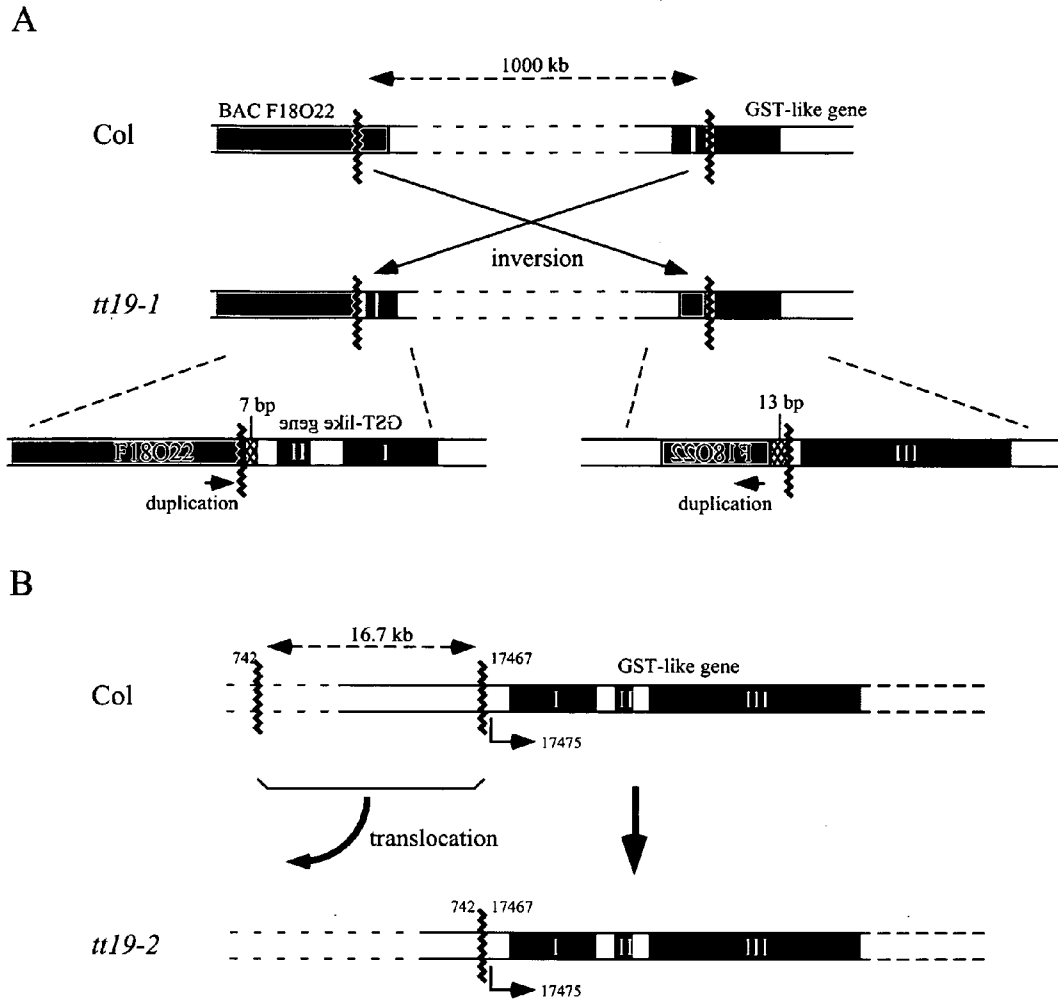 A
1000 kb
BAC F18O22
GST-like gene
Col
inversion
tt19-1
7 bp
GST-like gene
13 bp
F18O22
II
I
F18O22
III
duplication
duplication
B
16.7 kb
742
17467
GST-like gene
Col
I
II
III
17475
translocation
742
17467
tt19-2
I
II
III
17475